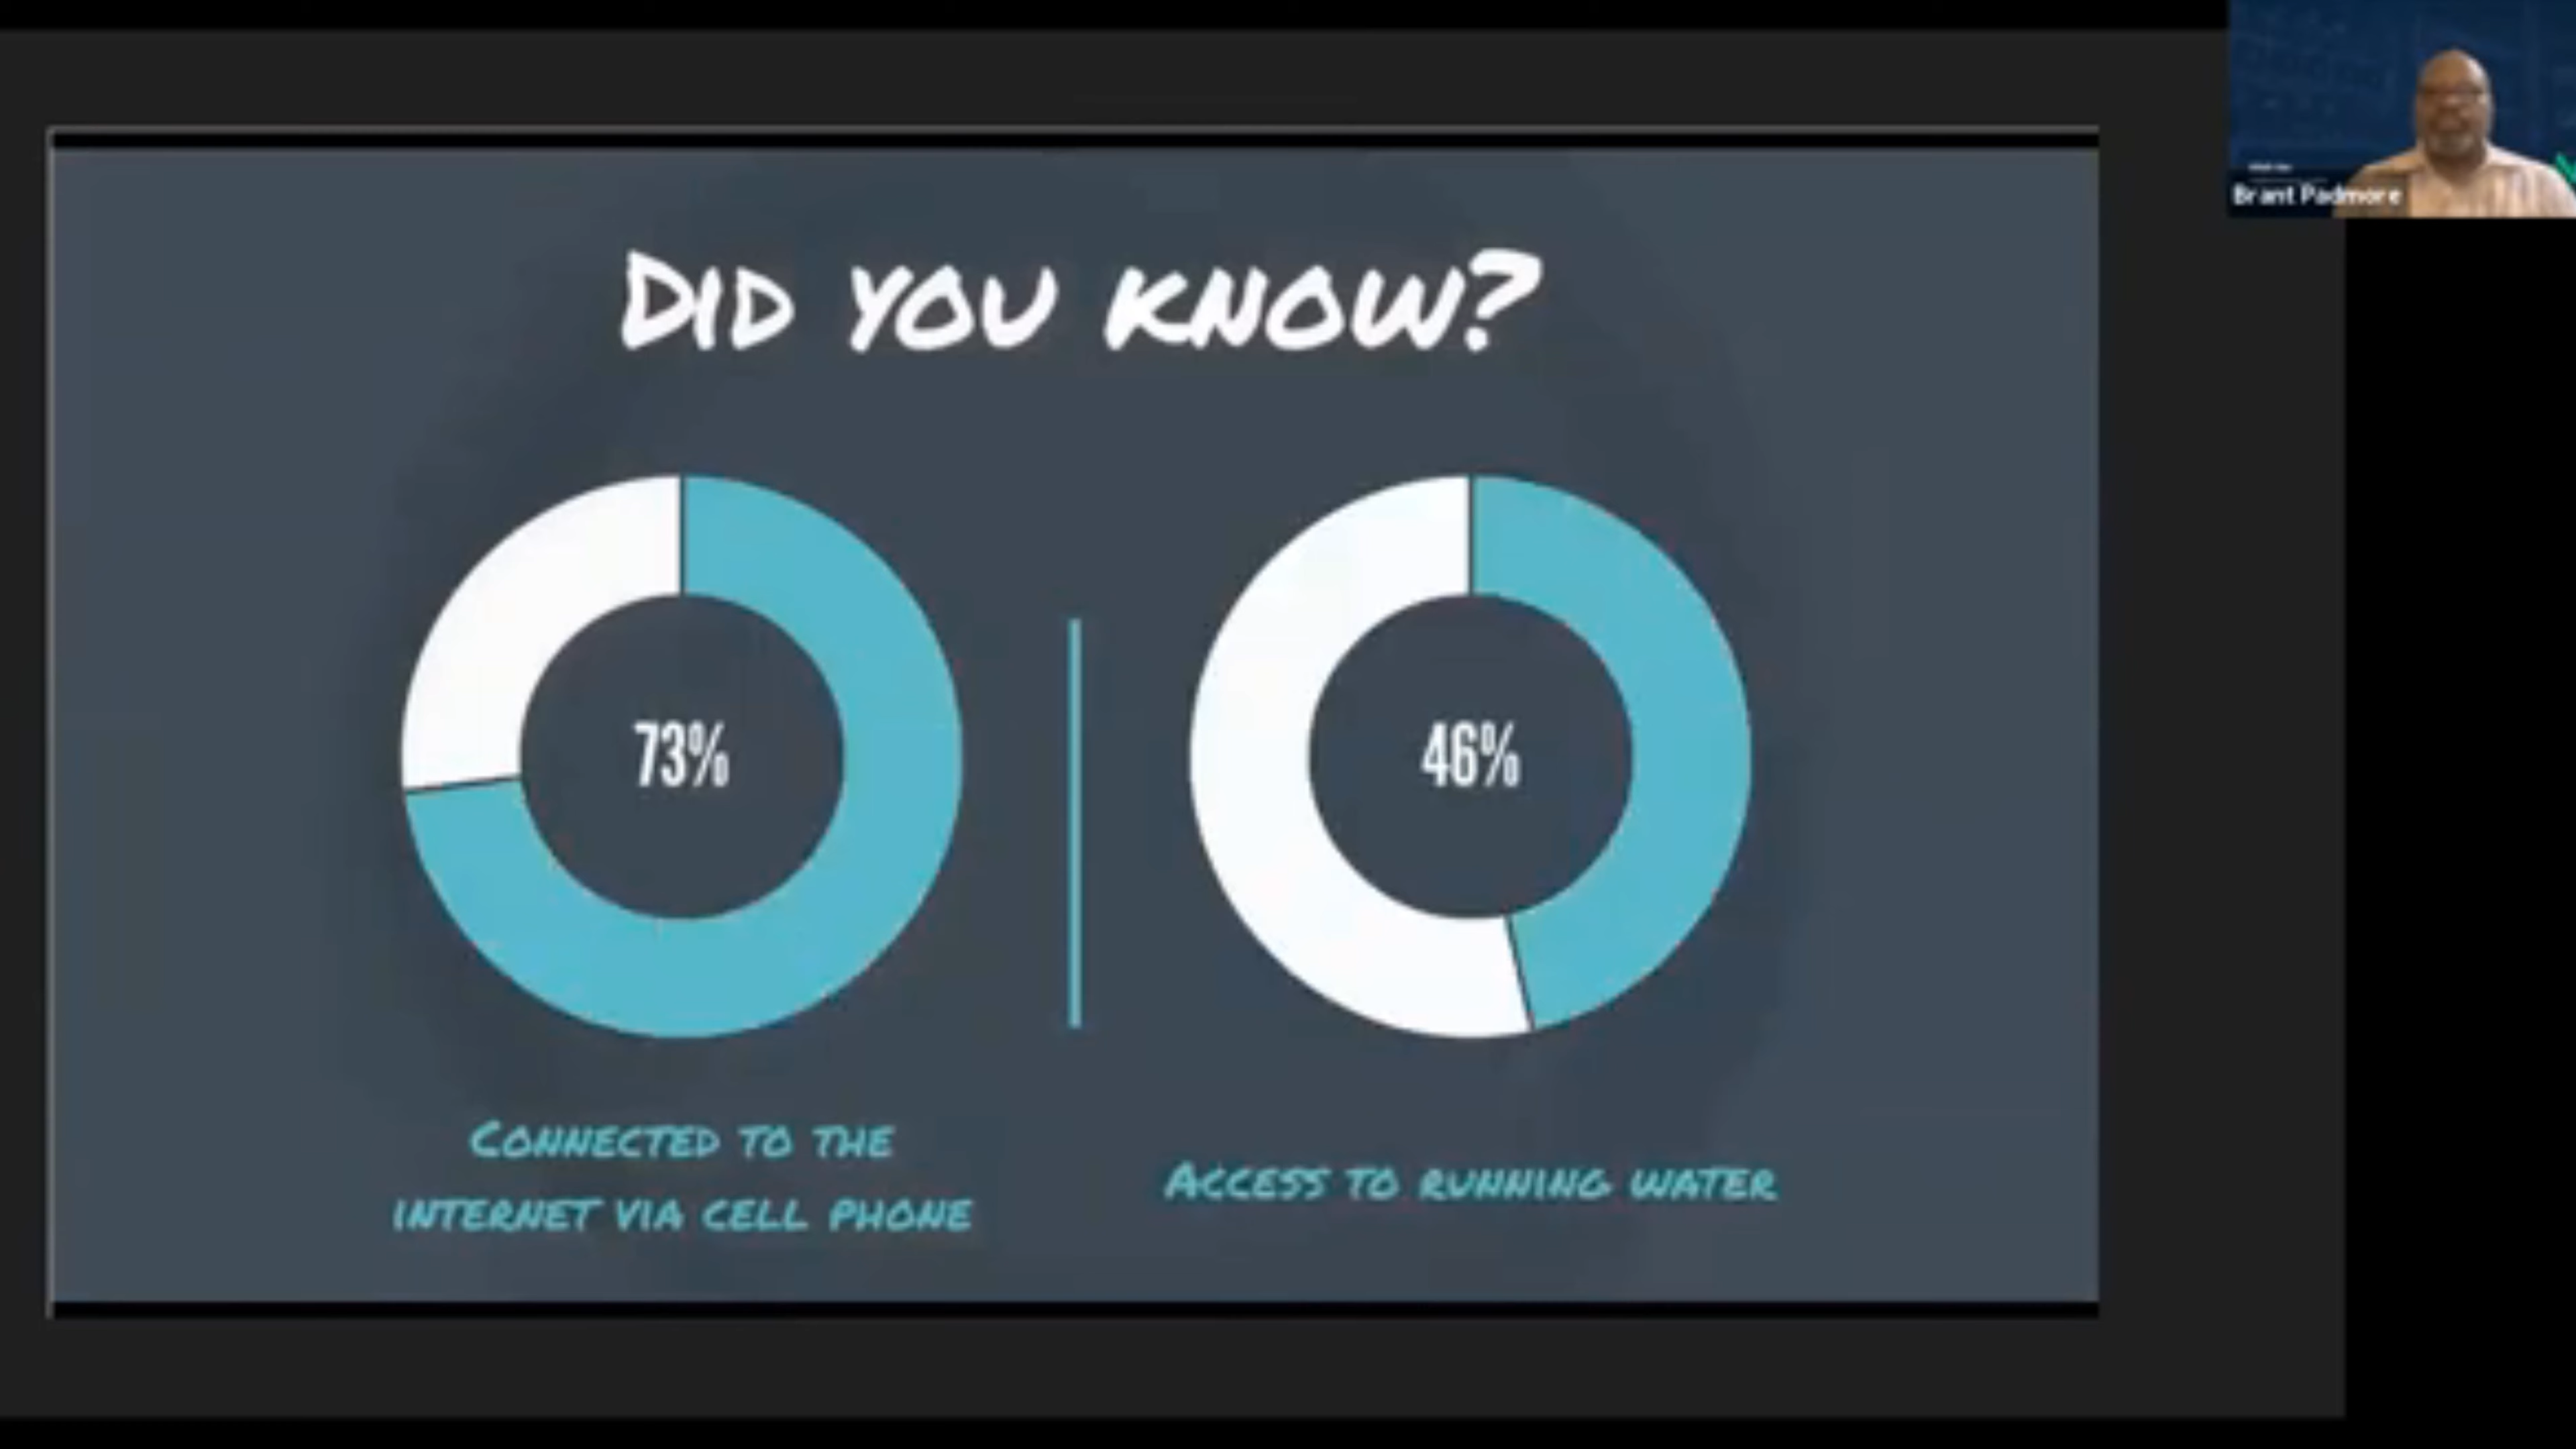 DID YOU KNOW?
73%
46%
CONNECTED TO THE
INTERNET VIA CELL PHONE
ACCESS TO RUNNING WATER
Brant Padmore